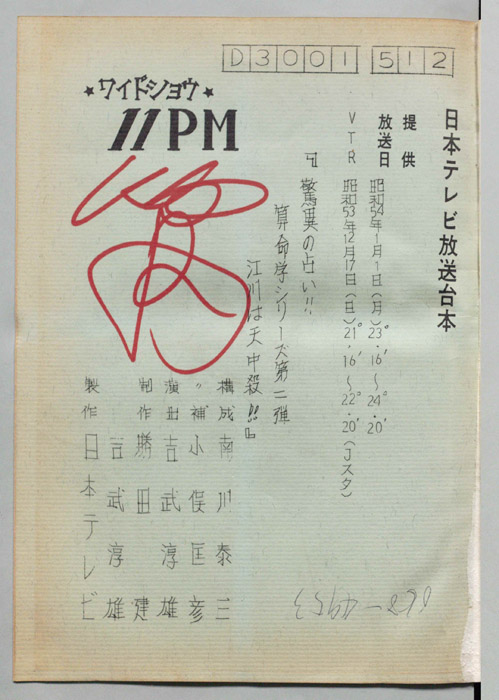 D3001 512
日本テレビ放送台本
提供
放送日 昭和54年1月1日(月)23°・16′〜24°・20′
VTR 昭和53年12月17日(日)21°・16′〜22°・20′(Jスタ)
★ワイドショウ★
11PM
『驚異の占い!!
算命学シリーズ第二弾
江川は天中殺!!』
構成 南川泰三
〃補 小俣匡彦
演出 吉武淳雄
制作 勝田建
吉武淳雄
製作 日本テレビ